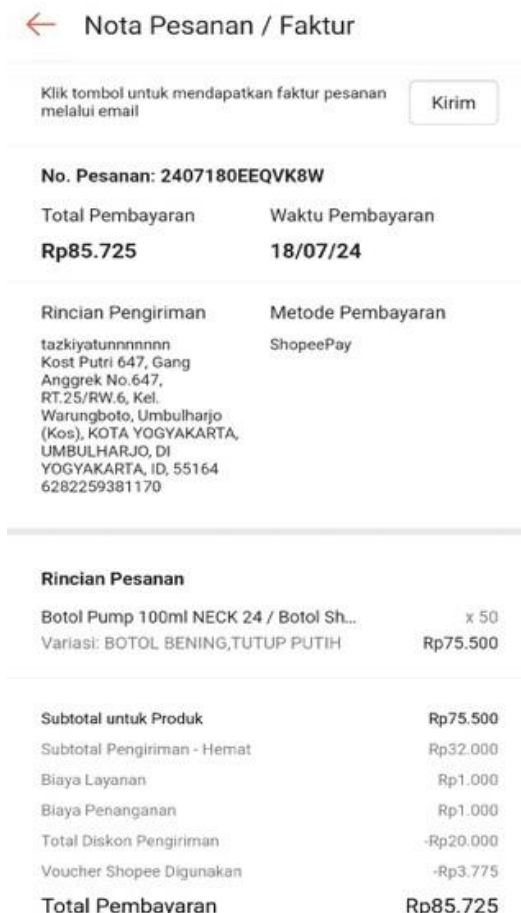 Nota Pesanan / Faktur
Klik tombol untuk mendapatkan faktur pesanan
melalui email
Kirim
No. Pesanan: 2407180EEQVK8W
Total Pembayaran
Waktu Pembayaran
Rp85.725
18/07/24
Rincian Pengiriman
Metode Pembayaran
tazkiyatunnnnnnn
ShopeePay
Kost Putri 647, Gang
Anggrek No.647,
RT.25/RW.6, Kel.
Warungboto, Umbulharjo
(Kos), KOTA YOGYAKARTA,
UMBULHARJO, DI
YOGYAKARTA, ID, 55164
6282259381170
Rincian Pesanan
Botol Pump 100ml NECK 24 / Botol Sh...
x 50
Variasi: BOTOL BENING,TUTUP PUTIH
Rp75.500
Subtotal untuk Produk
Rp75.500
Subtotal Pengiriman - Hemat
Rp32.000
Biaya Layanan
Rp1.000
Biaya Penanganan
Rp1.000
Total Diskon Pengiriman
-Rp20.000
Voucher Shopee Digunakan
-Rp3.775
Total Pembayaran
Rp85.725